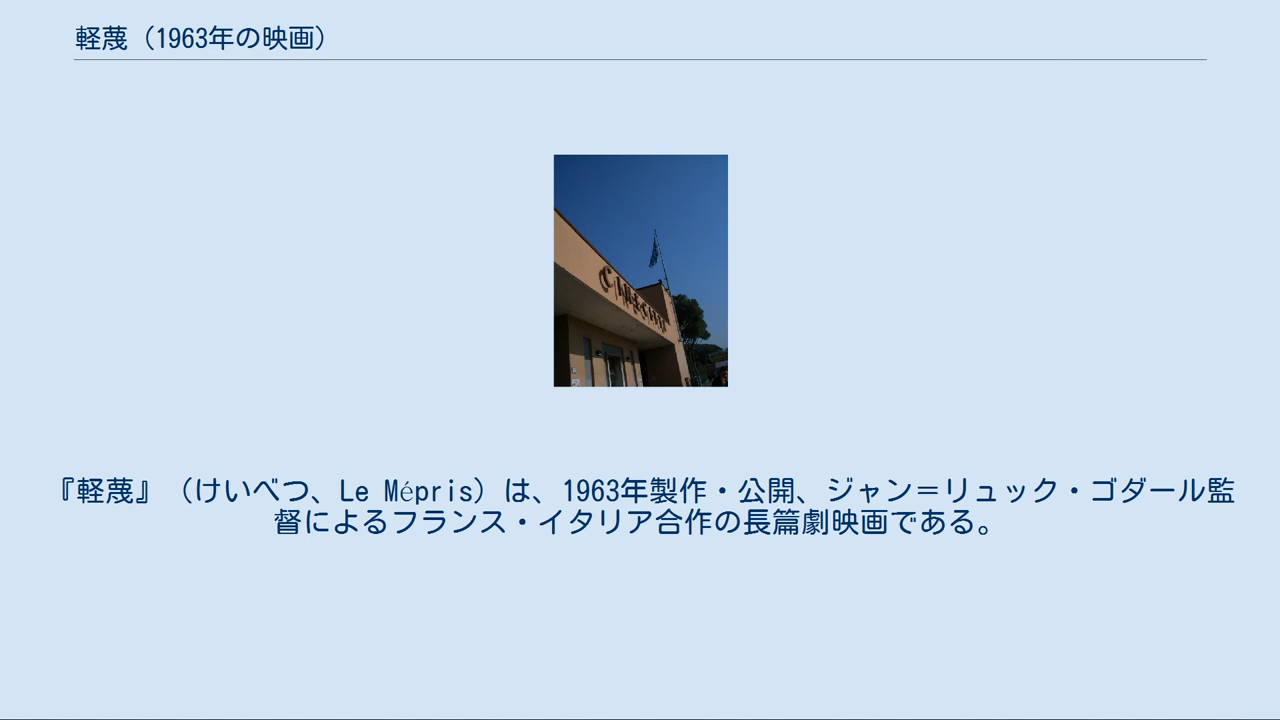 軽蔑（1963年の映画）
『軽蔑』（けいべつ、Le Mépris）は、1963年製作・公開、ジャン＝リュック・ゴダール監
督によるフランス・イタリア合作の長篇劇映画である。